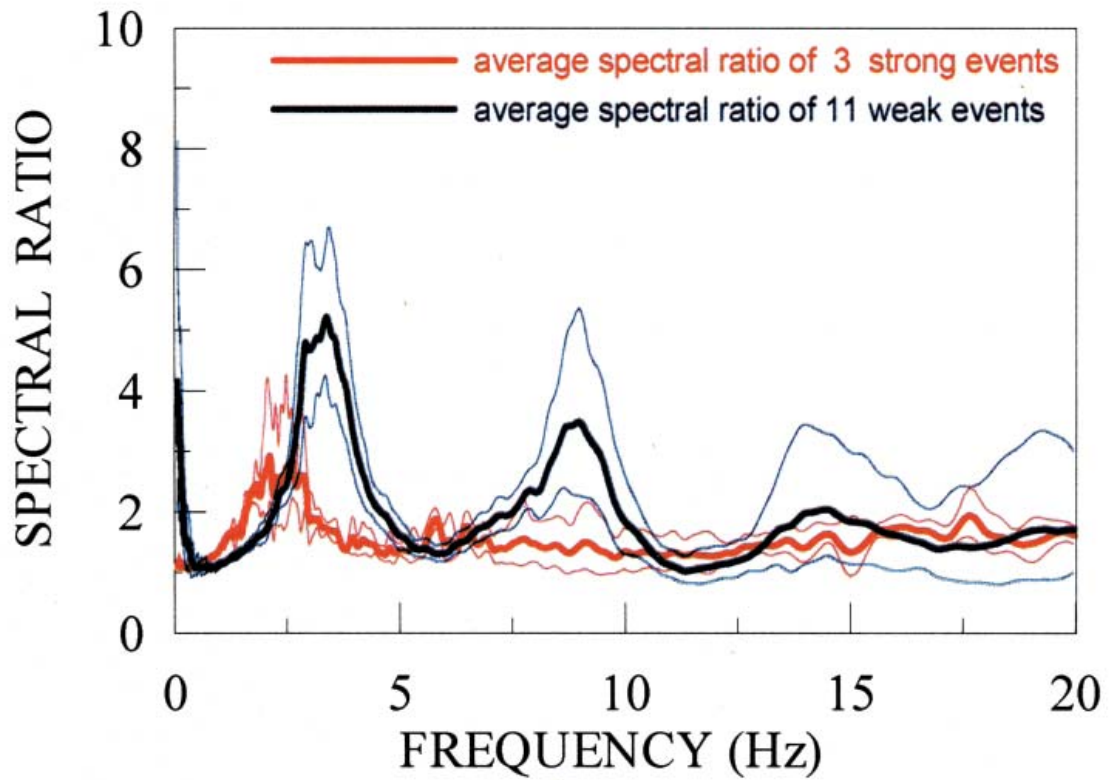 10
average spectral ratio of 3 strong events
average spectral ratio of 11 weak events
8
6
4
2
0
SPECTRAL RATIO
0 5 10 15 20
FREQUENCY (Hz)